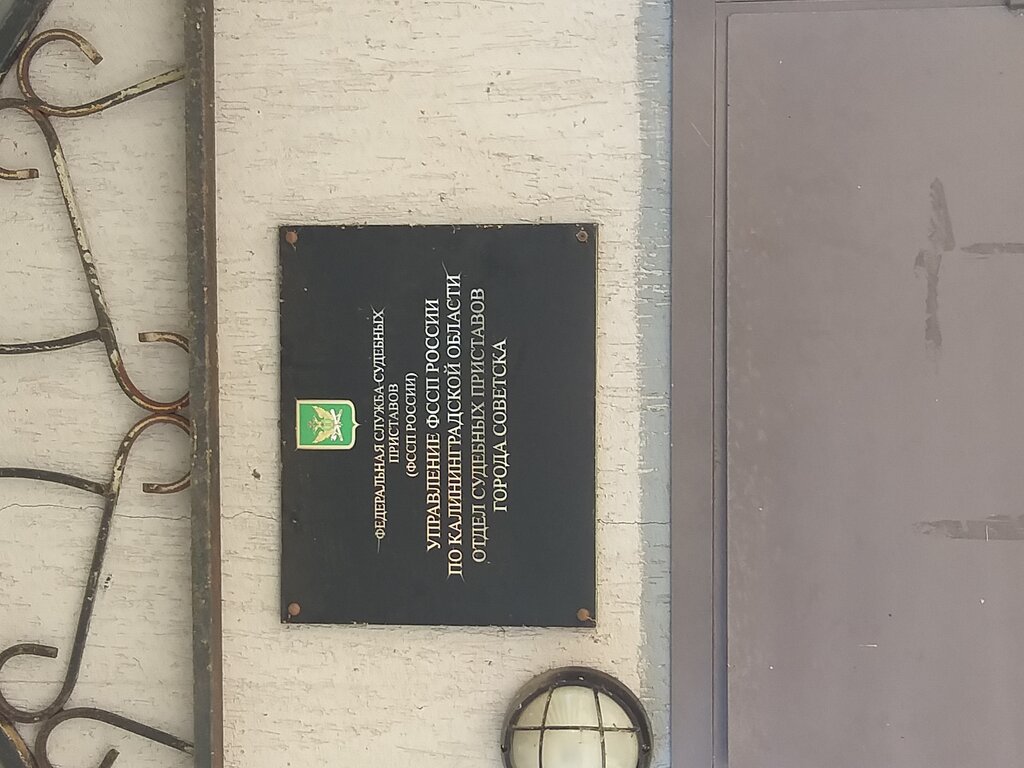 ФЕДЕРАЛЬНАЯ СЛУЖБА СУДЕБНЫХ
ПРИСТАВОВ
(ФССП РОССИИ)
УПРАВЛЕНИЕ ФССП РОССИИ
ПО КАЛИНИНГРАДСКОЙ ОБЛАСТИ
ОТДЕЛ СУДЕБНЫХ ПРИСТАВОВ
ГОРОДА СОВЕТСКА